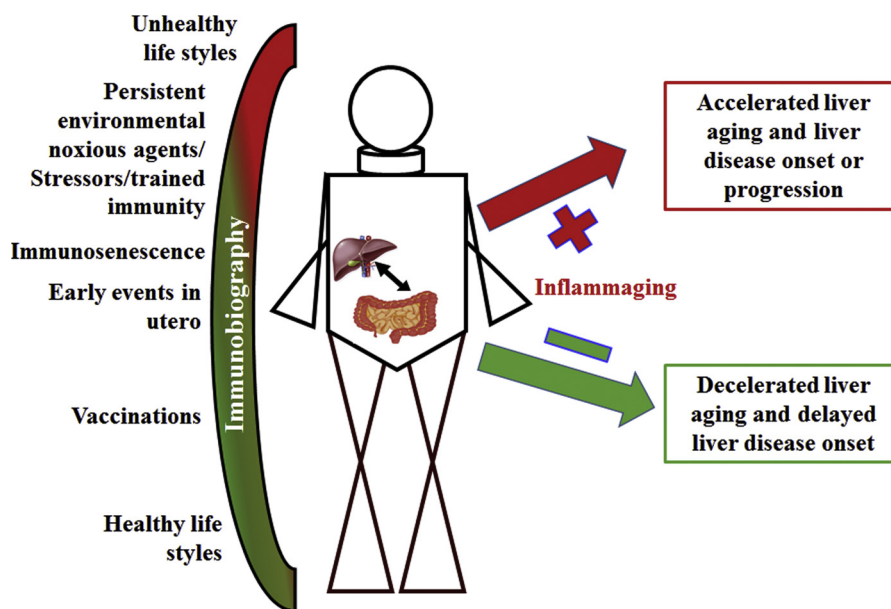 Unhealthy
life styles
Persistent
environmental
noxious agents/
Stressors/trained
immunity
Immunosenescence
Early events in
utero
Vaccinations
Healthy life
styles
Immunobiography
Inflammaging
Accelerated liver
aging and liver
disease onset or
progression
Decelerated liver
aging and delayed
liver disease onset